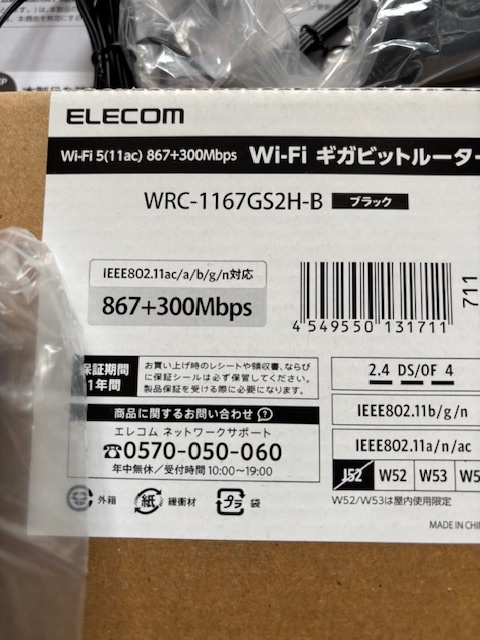 ELECOM
Wi-Fi 5(11ac) 867+300Mbps Wi-Fi ギガビットルーター
WRC-1167GS2H-B ブラック
IEEE802.11ac/a/b/g/n対応
867+300Mbps
4 549550 131711
711
保証期間
1年間
お買い上げ時のレシートや領収書、ならび
に保証シールは必ず保管してください。
製品保証を受ける際に必要になります。
商品に関するお問い合わせ
エレコム ネットワークサポート
0570-050-060
年中無休／受付時間 10:00〜19:00
外箱
紙 緩衝材
プラ 袋
2.4 DS/OF 4
IEEE802.11b/g/n
IEEE802.11a/n/ac
J52 W52 W53
W52/W53は屋内使用限定
MADE IN